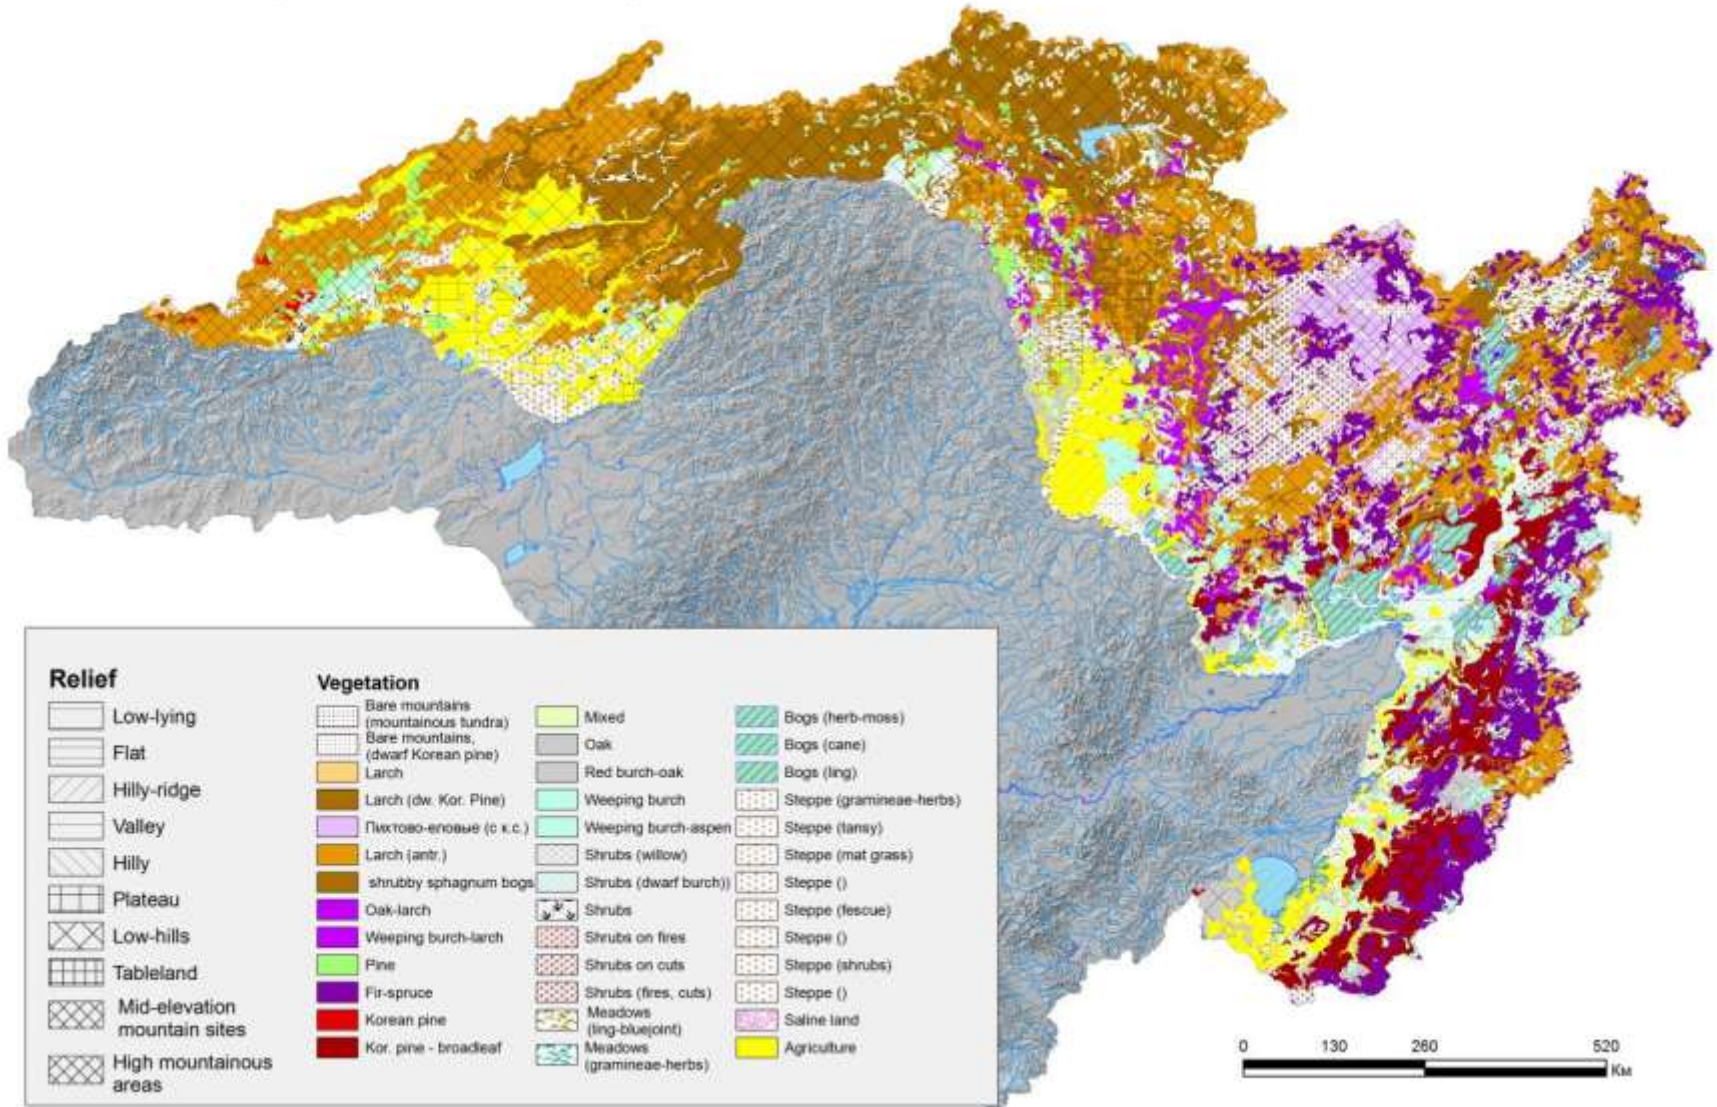 Relief
Low-lying
Flat
Hilly-ridge
Valley
Hilly
Plateau
Low-hills
Tableland
Mid-elevation
mountain sites
High mountainous
areas
Vegetation
Bare mountains
(mountainous tundra)
Bare mountains,
(dwarf Korean pine)
Larch
Larch (dw. Kor. Pine)
Пихтово-еловые (с к.с.)
Larch (antr.)
shrubby sphagnum bogs
Oak-larch
Weeping burch-larch
Pine
Fir-spruce
Korean pine
Kor. pine - broadleaf
Mixed
Oak
Red burch-oak
Weeping burch
Weeping burch-aspen
Shrubs (willow)
Shrubs (dwarf burch))
Shrubs
Shrubs on fires
Shrubs on cuts
Shrubs (fires, cuts)
Meadows
(ling-bluejoint)
Meadows
(gramineae-herbs)
Bogs (herb-moss)
Bogs (cane)
Bogs (ling)
Steppe (gramineae-herbs)
Steppe (tansy)
Steppe (mat grass)
Steppe ()
Steppe (fescue)
Steppe ()
Steppe (shrubs)
Steppe ()
Saline land
Agriculture
0 130 260 520
Км